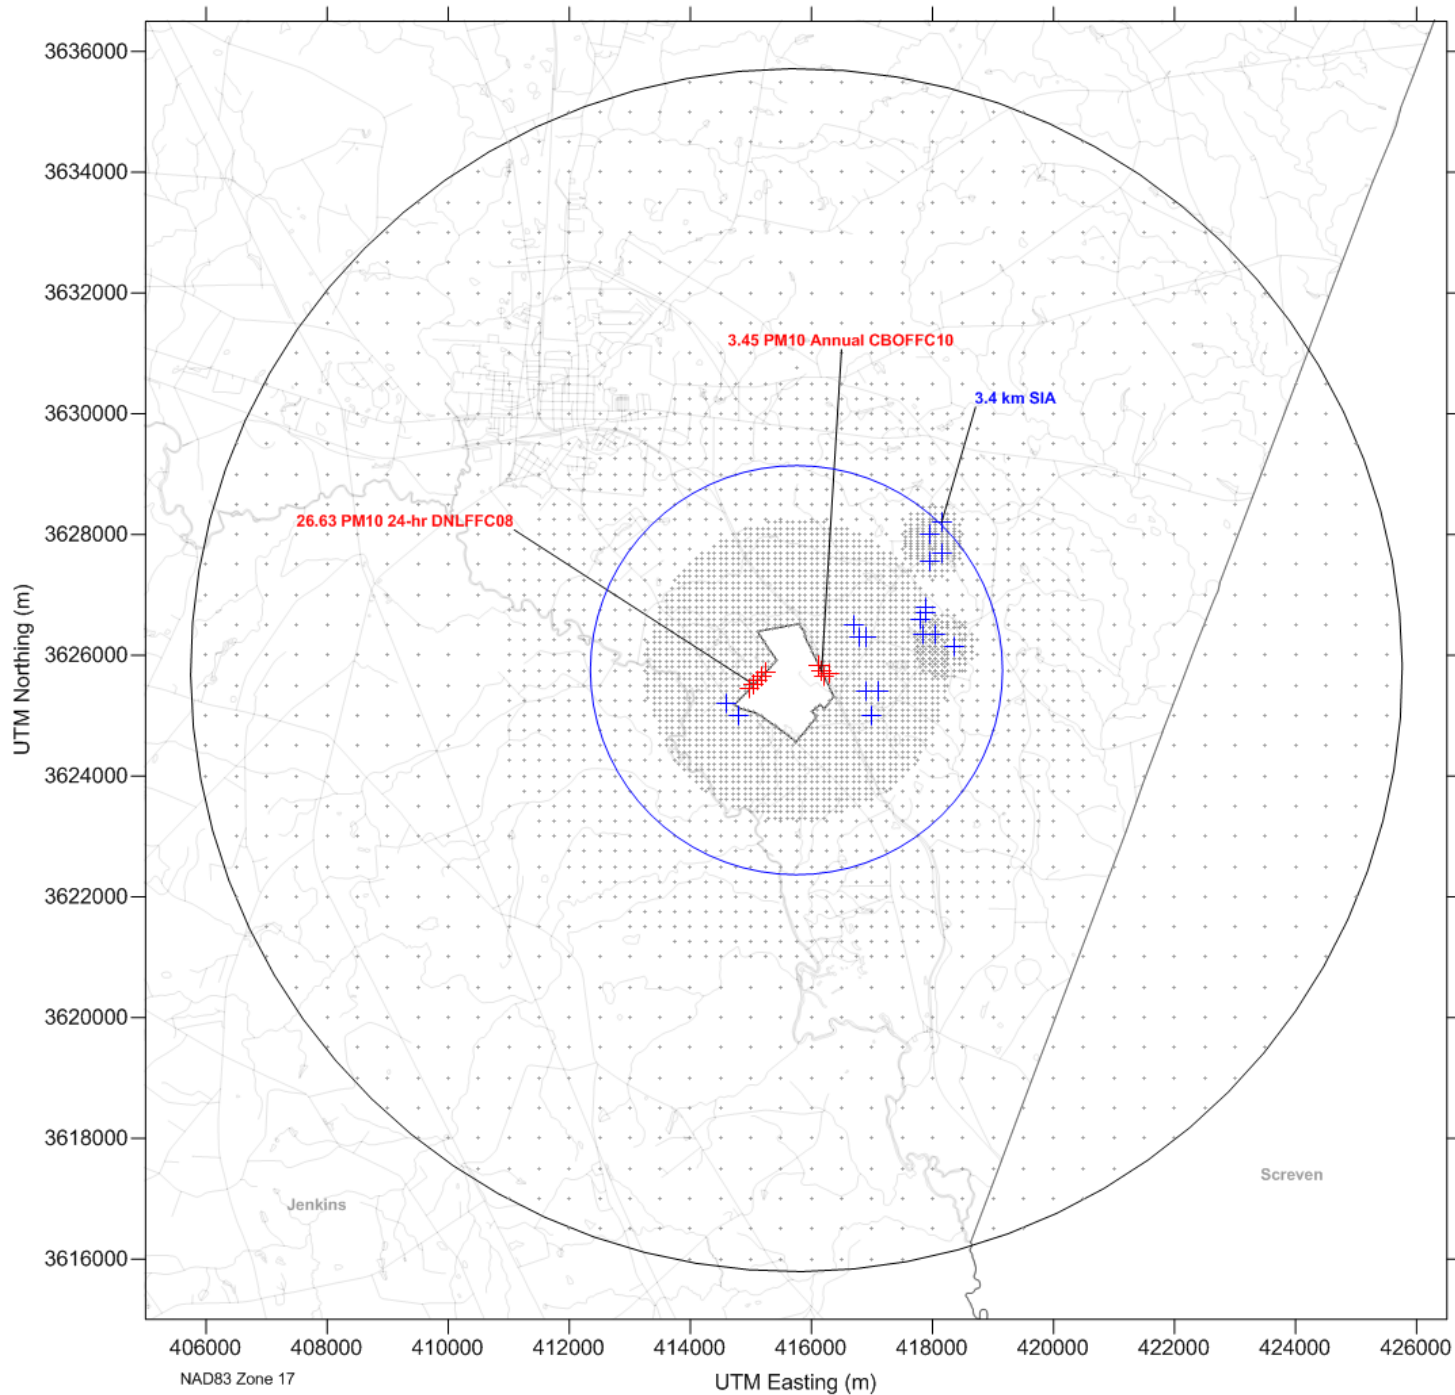 3636000
3634000
3632000
3.45 PM10 Annual CBOFFC10
3.4 km SIA
3630000
26.63 PM10 24-hr DNLFFC08
3628000
3626000
UTM Northing (m)
3624000
3622000
3620000
3618000
Screven
Jenkins
3616000
406000 408000 410000 412000 414000 416000 418000 420000 422000 424000 426000
NAD83 Zone 17
UTM Easting (m)